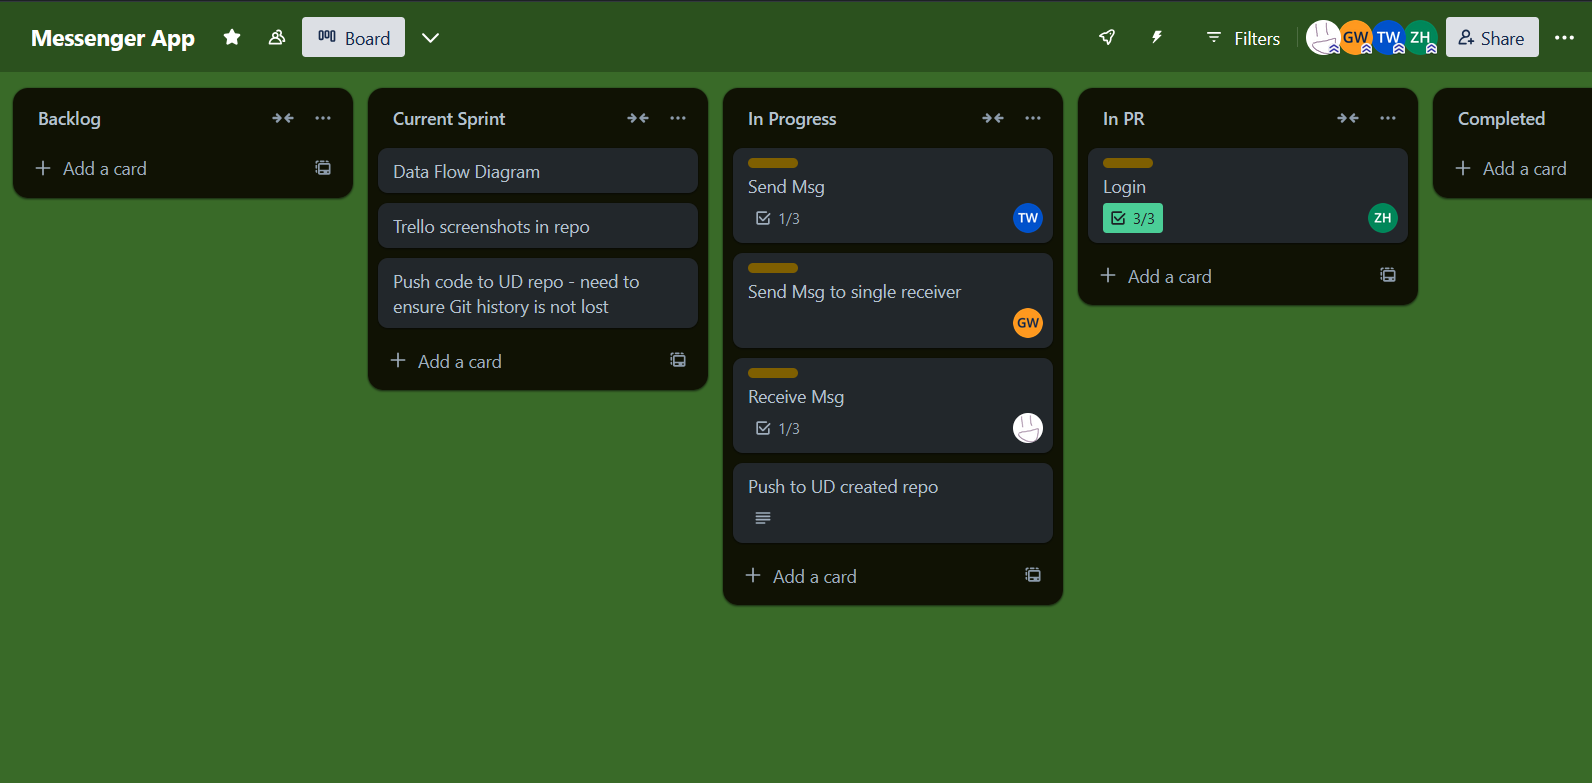 Messenger App
Board
Filters
GW
TW
ZH
Share
Backlog
Add a card
Current Sprint
Data Flow Diagram
Trello screenshots in repo
Push code to UD repo - need to
ensure Git history is not lost
Add a card
In Progress
Send Msg
1/3
TW
Send Msg to single receiver
GW
Receive Msg
1/3
Push to UD created repo
Add a card
In PR
Login
3/3
ZH
Add a card
Completed
Add a card